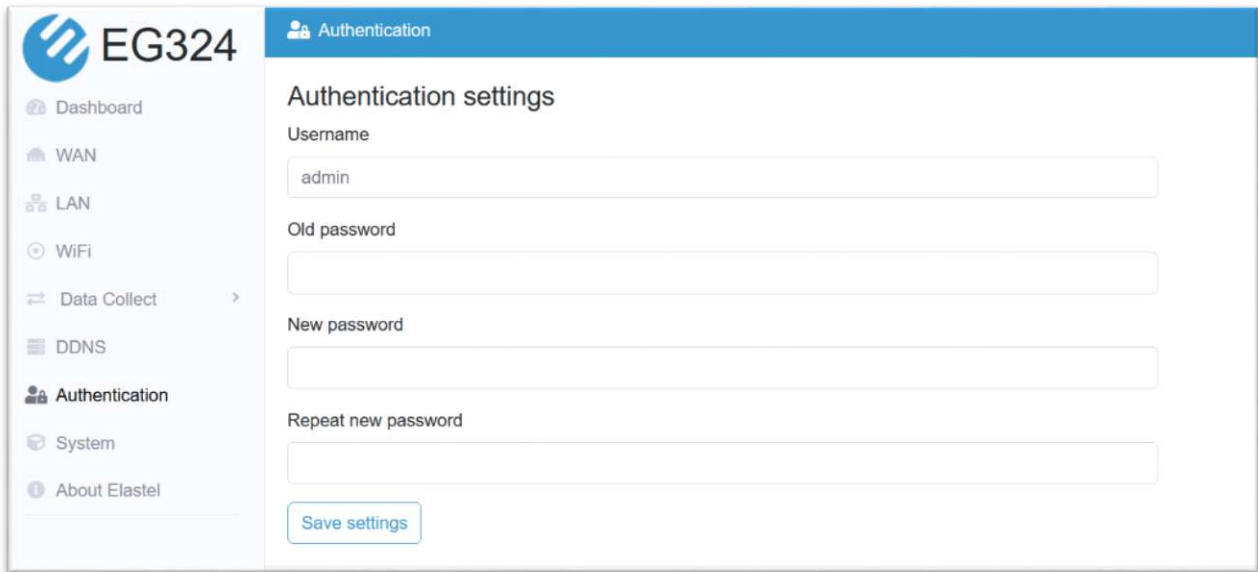 EG324
Dashboard
WAN
LAN
WiFi
Data Collect
DDNS
Authentication
System
About Elastel
Authentication
Authentication settings
Username
admin
Old password
New password
Repeat new password
Save settings